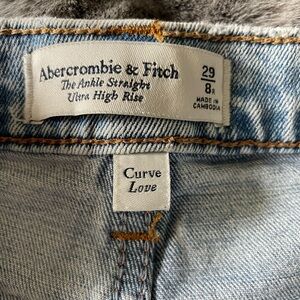 Abercrombie & Fitch
The Ankle Straight
Ultra High Rise
29
8R
MADE IN
CAMBODIA
Curve
Love